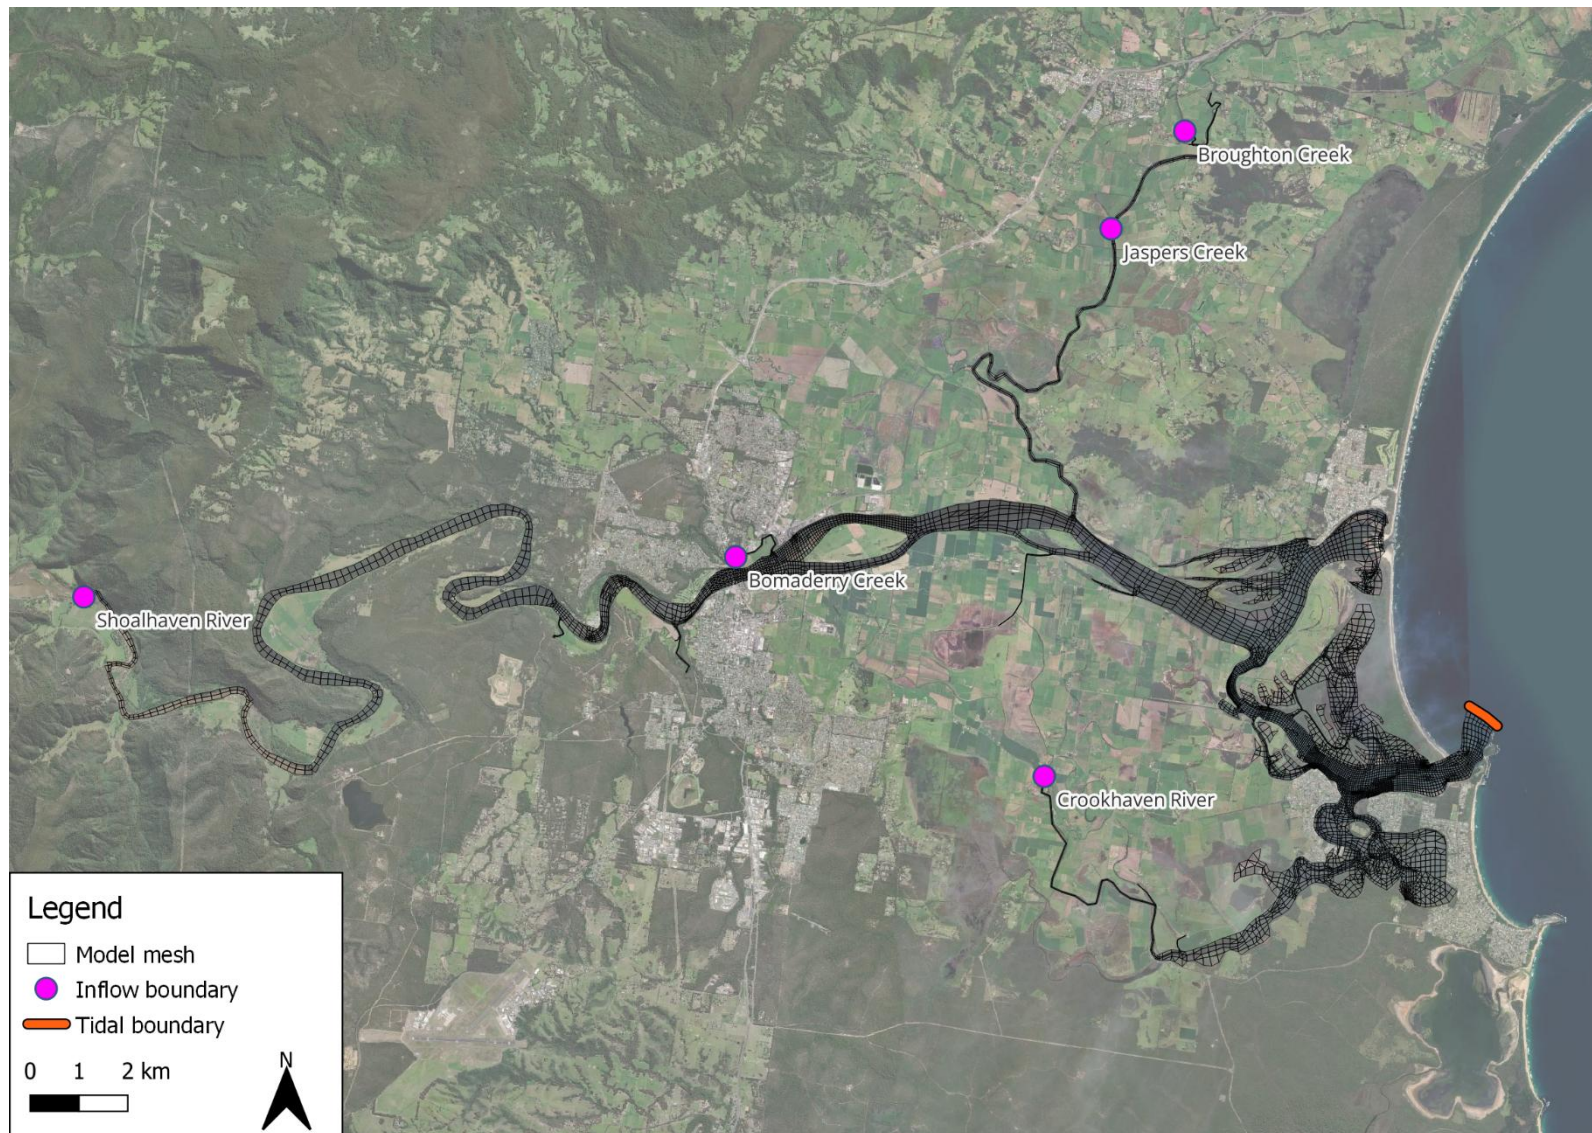 Broughton Creek
Jaspers Creek
Bomaderry Creek
Shoalhaven River
Crookhaven River
Legend
Model mesh
Inflow boundary
Tidal boundary
0 1 2 km
N